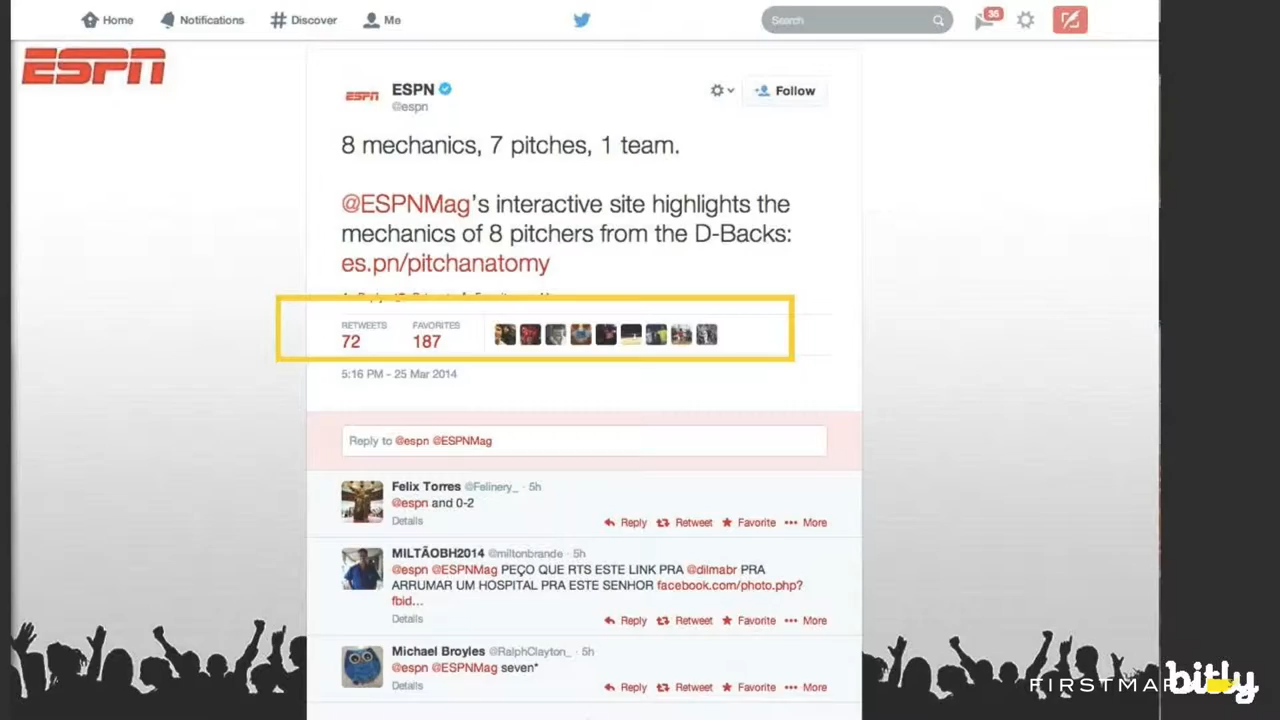 Home Notifications Discover Me Search 36
ESPN
ESPN
ESPN
@espn
Follow
8 mechanics, 7 pitches, 1 team.
@ESPNMag's interactive site highlights the
mechanics of 8 pitchers from the D-Backs:
es.pn/pitchanatomy
RETWEETS FAVORITES
72 187
5:16 PM - 25 Mar 2014
Reply to @espn @ESPNMag
Felix Torres @Felinery_ · 5h
@espn and 0-2
Details
Reply Retweet Favorite More
MILTÃOBH2014 @miltonbrande · 5h
@espn @ESPNMag PEÇO QUE RTS ESTE LINK PRA @dilmabr PRA
ARRUMAR UM HOSPITAL PRA ESTE SENHOR facebook.com/photo.php?
fbid...
Details
Reply Retweet Favorite More
Michael Broyles @RalphClayton_ · 5h
@espn @ESPNMag seven*
Details
Reply Retweet Favorite More
bitly